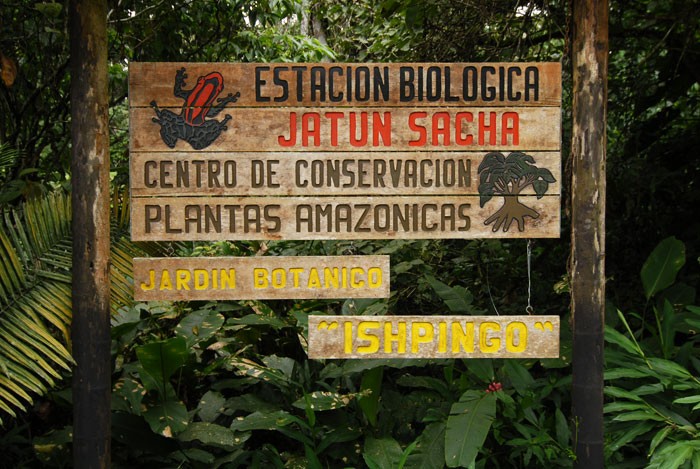 ESTACION BIOLOGICA
JATUN SACHA
CENTRO DE CONSERVACION
PLANTAS AMAZONICAS
JARDIN BOTANICO
"ISHPINGO"